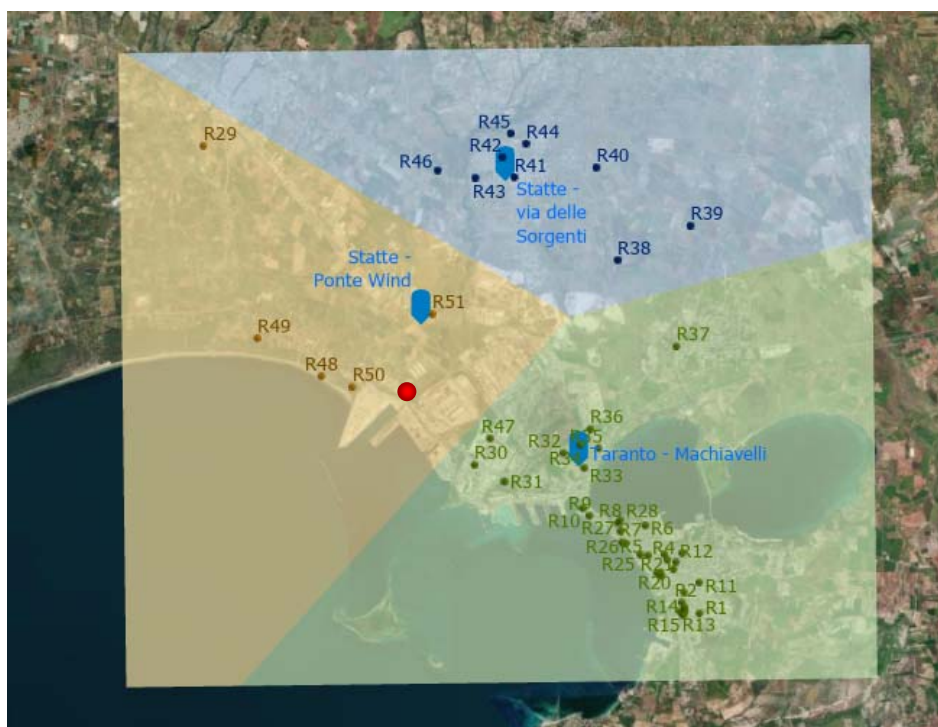 R29
R45
R44
R42
R46
R43
R41
R40
Statte -
via delle
Sorgenti
R39
R38
Statte -
Ponte Wind
R51
R49
R48
R50
R37
R36
R47
R32
R30
R31
Taranto - Machiavelli
R33
R9
R10
R8
R28
R27
R7
R6
R26
R5
R4
R12
R25
R20
R11
R2
R14
R1
R15
R13